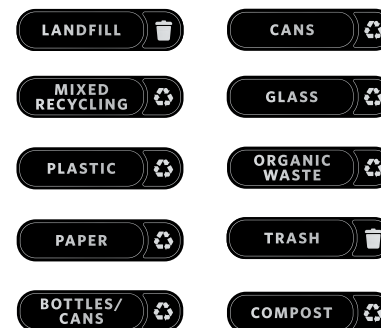 LANDFILL
CANS
MIXED
RECYCLING
GLASS
PLASTIC
ORGANIC
WASTE
PAPER
TRASH
BOTTLES/
CANS
COMPOST